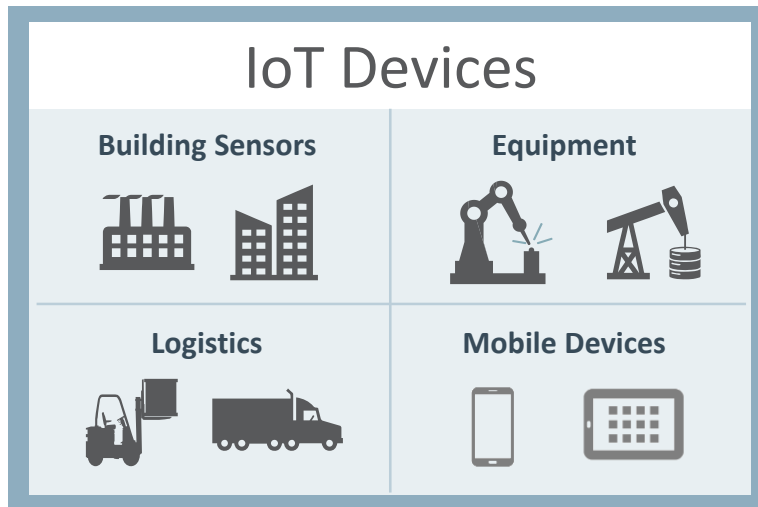 IoT Devices
Building Sensors
Equipment
Logistics
Mobile Devices